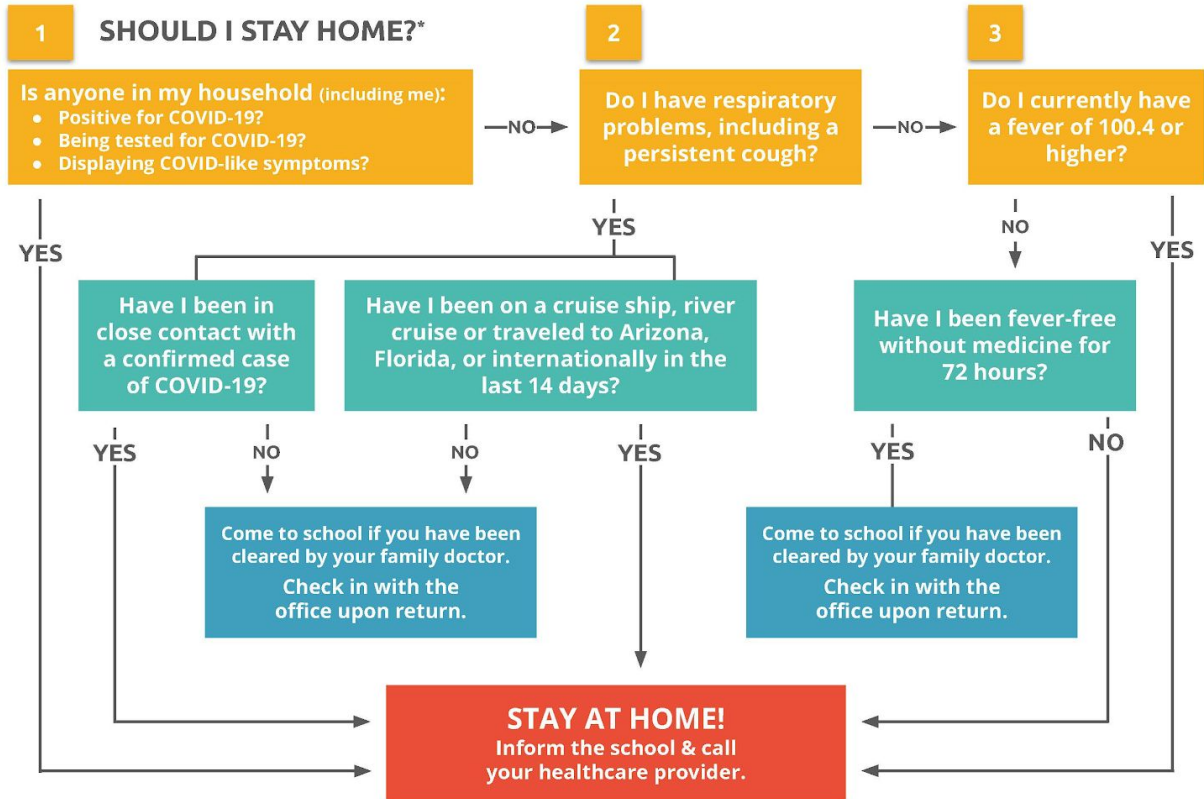 1
SHOULD I STAY HOME?*
Is anyone in my household (including me):
● Positive for COVID-19?
● Being tested for COVID-19?
● Displaying COVID-like symptoms?
NO
2
Do I have respiratory
problems, including a
persistent cough?
NO
3
Do I currently have
a fever of 100.4 or
higher?
YES
YES
NO
YES
Have I been in
close contact with
a confirmed case
of COVID-19?
Have I been on a cruise ship, river
cruise or traveled to Arizona,
Florida, or internationally in the
last 14 days?
Have I been fever-free
without medicine for
72 hours?
YES
NO
NO
YES
YES
NO
Come to school if you have been
cleared by your family doctor.
Check in with the
office upon return.
Come to school if you have been
cleared by your family doctor.
Check in with the
office upon return.
STAY AT HOME!
Inform the school & call
your healthcare provider.